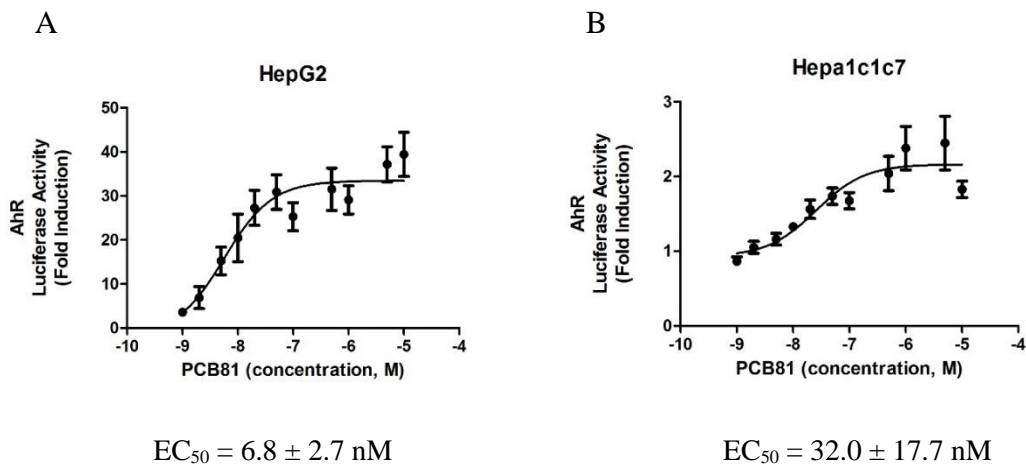 A
HepG2
AhR
Luciferase Activity
(Fold Induction)
50
40
30
20
10
0
-10 -9 -8 -7 -6 -5 -4
PCB81 (concentration, M)
EC₅₀ = 6.8 ± 2.7 nM
B
Hepa1c1c7
AhR
Luciferase Activity
(Fold Induction)
3
2
1
0
-10 -9 -8 -7 -6 -5 -4
PCB81 (concentration, M)
EC₅₀ = 32.0 ± 17.7 nM